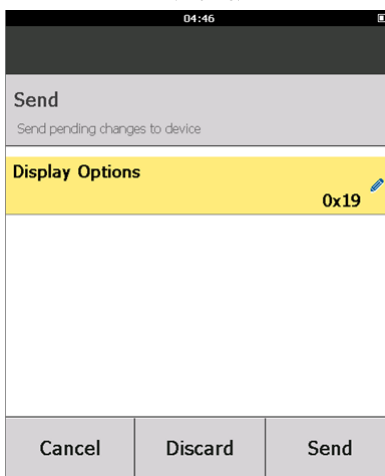 04:46
Send
Send pending changes to device
Display Options
0x19
Cancel
Discard
Send